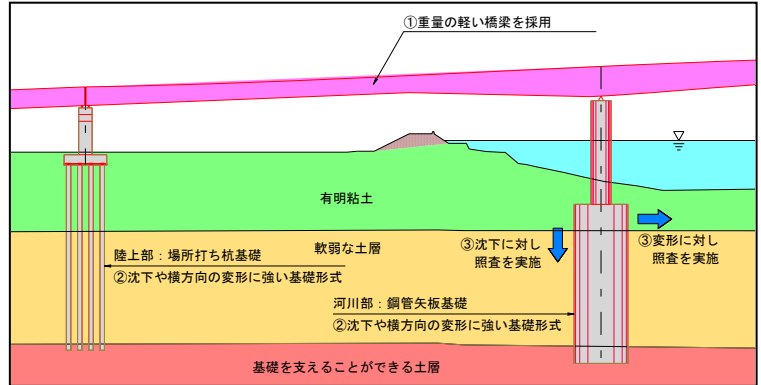 ①重量の軽い橋梁を採用
有明粘土
軟弱な土層
陸上部：場所打ち杭基礎
②沈下や横方向の変形に強い基礎形式
③沈下に対し
照査を実施
③変形に対し
照査を実施
河川部：鋼管矢板基礎
②沈下や横方向の変形に強い基礎形式
基礎を支えることができる土層